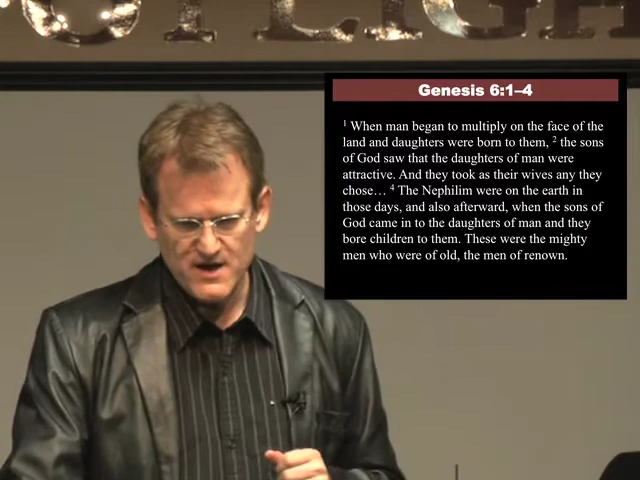 OTLIGH
Genesis 6:1–4
1 When man began to multiply on the face of the
land and daughters were born to them, 2 the sons
of God saw that the daughters of man were
attractive. And they took as their wives any they
chose… 4 The Nephilim were on the earth in
those days, and also afterward, when the sons of
God came in to the daughters of man and they
bore children to them. These were the mighty
men who were of old, the men of renown.